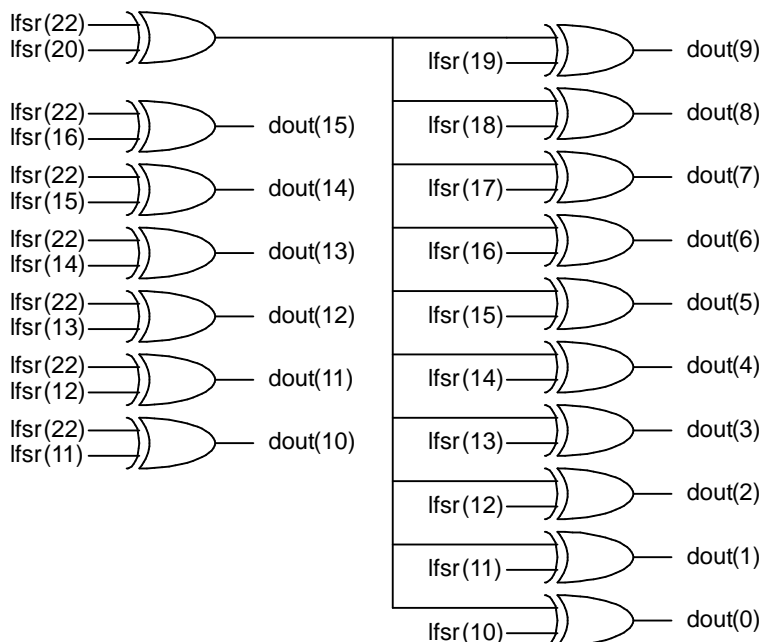 lfsr(22)
lfsr(20)
lfsr(22)
lfsr(16)
dout(15)
lfsr(22)
lfsr(15)
dout(14)
lfsr(22)
lfsr(14)
dout(13)
lfsr(22)
lfsr(13)
dout(12)
lfsr(22)
lfsr(12)
dout(11)
lfsr(22)
lfsr(11)
dout(10)
lfsr(19)
dout(9)
lfsr(18)
dout(8)
lfsr(17)
dout(7)
lfsr(16)
dout(6)
lfsr(15)
dout(5)
lfsr(14)
dout(4)
lfsr(13)
dout(3)
lfsr(12)
dout(2)
lfsr(11)
dout(1)
lfsr(10)
dout(0)